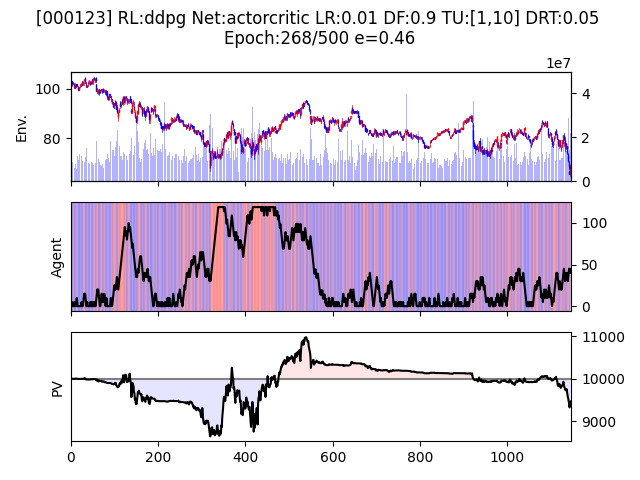 [000123] RL:ddpg Net:actorcritic LR:0.01 DF:0.9 TU:[1,10] DRT:0.05
Epoch:268/500 e=0.46
1e7
100
80
Env.
4
2
0
Agent
100
50
0
PV
11000
10000
9000
0 200 400 600 800 1000